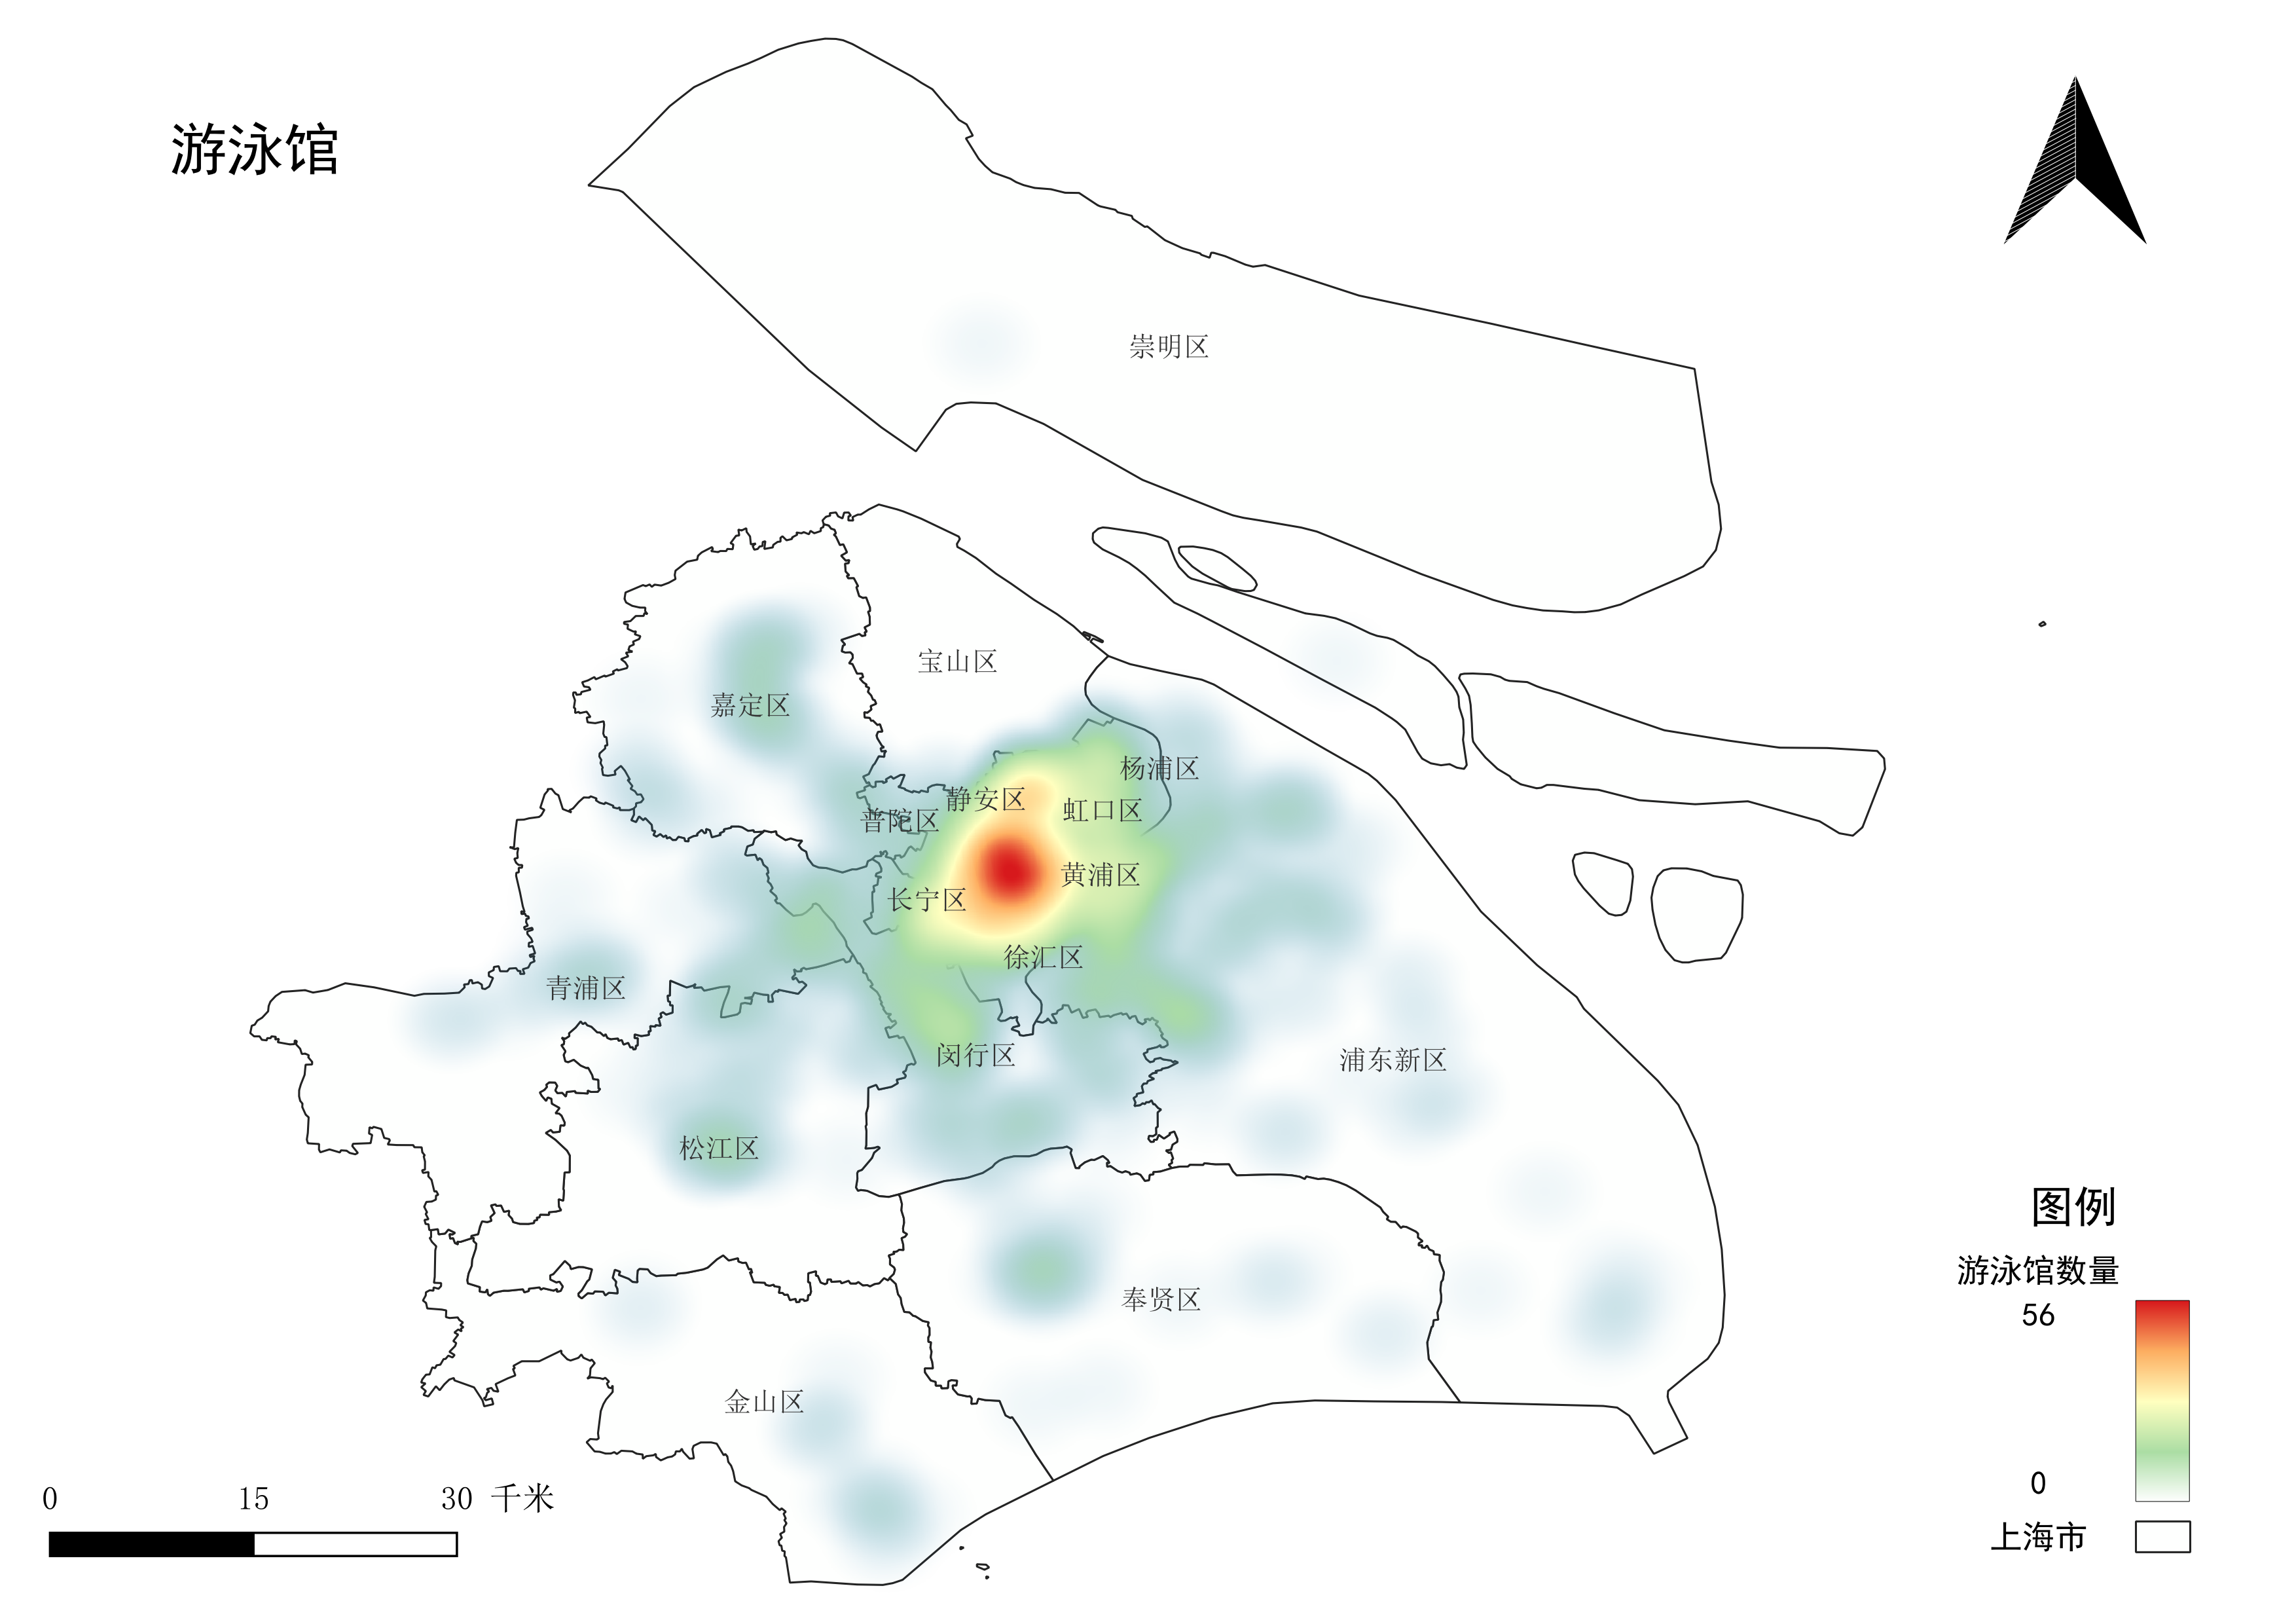 游泳馆
崇明区
宝山区
嘉定区
杨浦区
静安区
虹口区
普陀区
黄浦区
长宁区
徐汇区
青浦区
闵行区
浦东新区
松江区
奉贤区
金山区
图例
游泳馆数量
56
0
上海市
0 15 30 千米